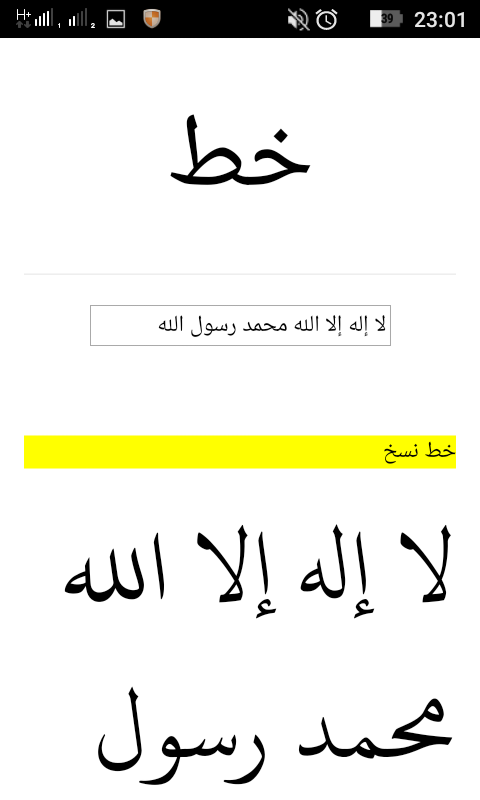 H+ 1 2 39 23:01
خط
لا إله إلا الله محمد رسول الله
خط نسخ
لا إله إلا الله
محمد رسول